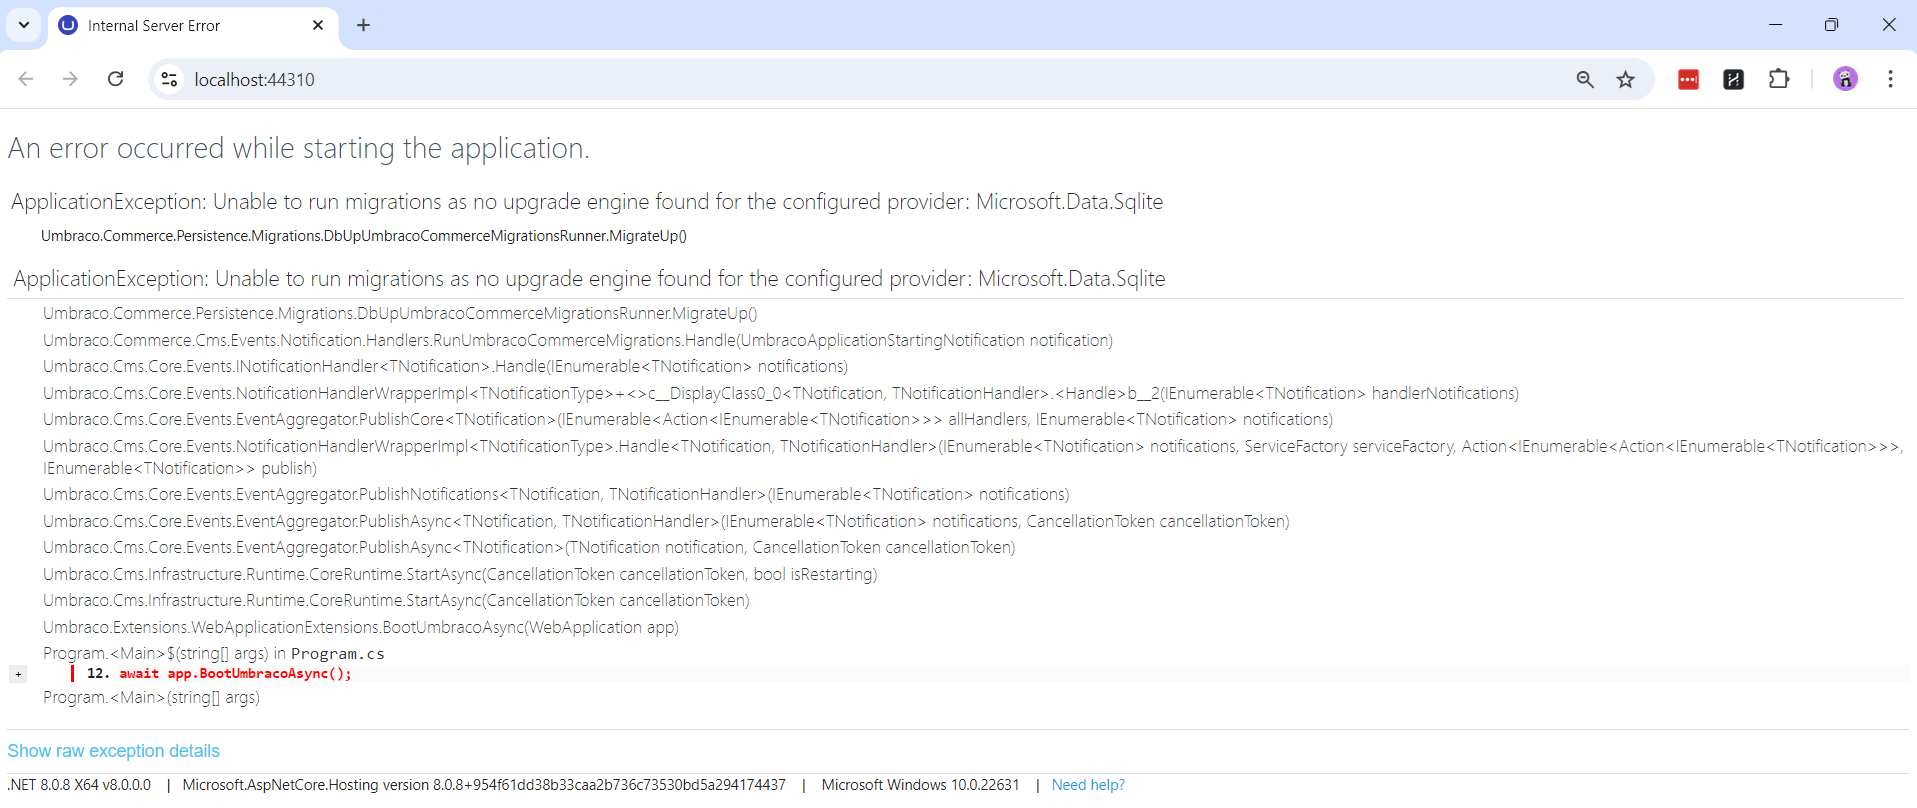 Internal Server Error
localhost:44310
An error occurred while starting the application.
ApplicationException: Unable to run migrations as no upgrade engine found for the configured provider: Microsoft.Data.Sqlite
Umbraco.Commerce.Persistence.Migrations.DbUpUmbracoCommerceMigrationsRunner.MigrateUp()
ApplicationException: Unable to run migrations as no upgrade engine found for the configured provider: Microsoft.Data.Sqlite
Umbraco.Commerce.Persistence.Migrations.DbUpUmbracoCommerceMigrationsRunner.MigrateUp()
Umbraco.Commerce.Cms.Events.Notification.Handlers.RunUmbracoCommerceMigrations.Handle(UmbracoApplicationStartingNotification notification)
Umbraco.Cms.Core.Events.INotificationHandler<TNotification>.Handle(IEnumerable<TNotification> notifications)
Umbraco.Cms.Core.Events.NotificationHandlerWrapperImpl<TNotificationType>+<>c__DisplayClass0_0<TNotification, TNotificationHandler>.<Handle>b__2(IEnumerable<TNotification> handlerNotifications)
Umbraco.Cms.Core.Events.EventAggregator.PublishCore<TNotification>(IEnumerable<Action<IEnumerable<TNotification>>> allHandlers, IEnumerable<TNotification> notifications)
Umbraco.Cms.Core.Events.NotificationHandlerWrapperImpl<TNotificationType>.Handle<TNotification, TNotificationHandler>(IEnumerable<TNotification> notifications, ServiceFactory serviceFactory, Action<IEnumerable<Action<IEnumerable<TNotification>>>,
IEnumerable<TNotification>> publish)
Umbraco.Cms.Core.Events.EventAggregator.PublishNotifications<TNotification, TNotificationHandler>(IEnumerable<TNotification> notifications)
Umbraco.Cms.Core.Events.EventAggregator.PublishAsync<TNotification, TNotificationHandler>(IEnumerable<TNotification> notifications, CancellationToken cancellationToken)
Umbraco.Cms.Core.Events.EventAggregator.PublishAsync<TNotification>(TNotification notification, CancellationToken cancellationToken)
Umbraco.Cms.Infrastructure.Runtime.CoreRuntime.StartAsync(CancellationToken cancellationToken, bool isRestarting)
Umbraco.Cms.Infrastructure.Runtime.CoreRuntime.StartAsync(CancellationToken cancellationToken)
Umbraco.Extensions.WebApplicationExtensions.BootUmbracoAsync(WebApplication app)
Program.<Main>$(string[] args) in Program.cs
+ 12. await app.BootUmbracoAsync();
Program.<Main>(string[] args)
Show raw exception details
.NET 8.0.8 X64 v8.0.0.0 | Microsoft.AspNetCore.Hosting version 8.0.8+954f61dd38b33caa2b736c73530bd5a294174437 | Microsoft Windows 10.0.22631 | Need help?